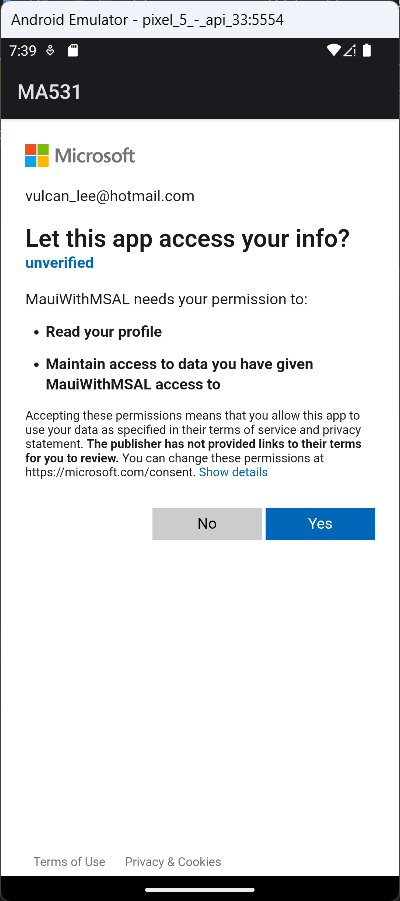 Android Emulator - pixel_5_-_api_33:5554
7:39
MA531
Microsoft
vulcan_lee@hotmail.com
Let this app access your info?
unverified
MauiWithMSAL needs your permission to:
• Read your profile
• Maintain access to data you have given
MauiWithMSAL access to
Accepting these permissions means that you allow this app to
use your data as specified in their terms of service and privacy
statement. The publisher has not provided links to their terms
for you to review. You can change these permissions at
https://microsoft.com/consent. Show details
No Yes
Terms of Use Privacy & Cookies